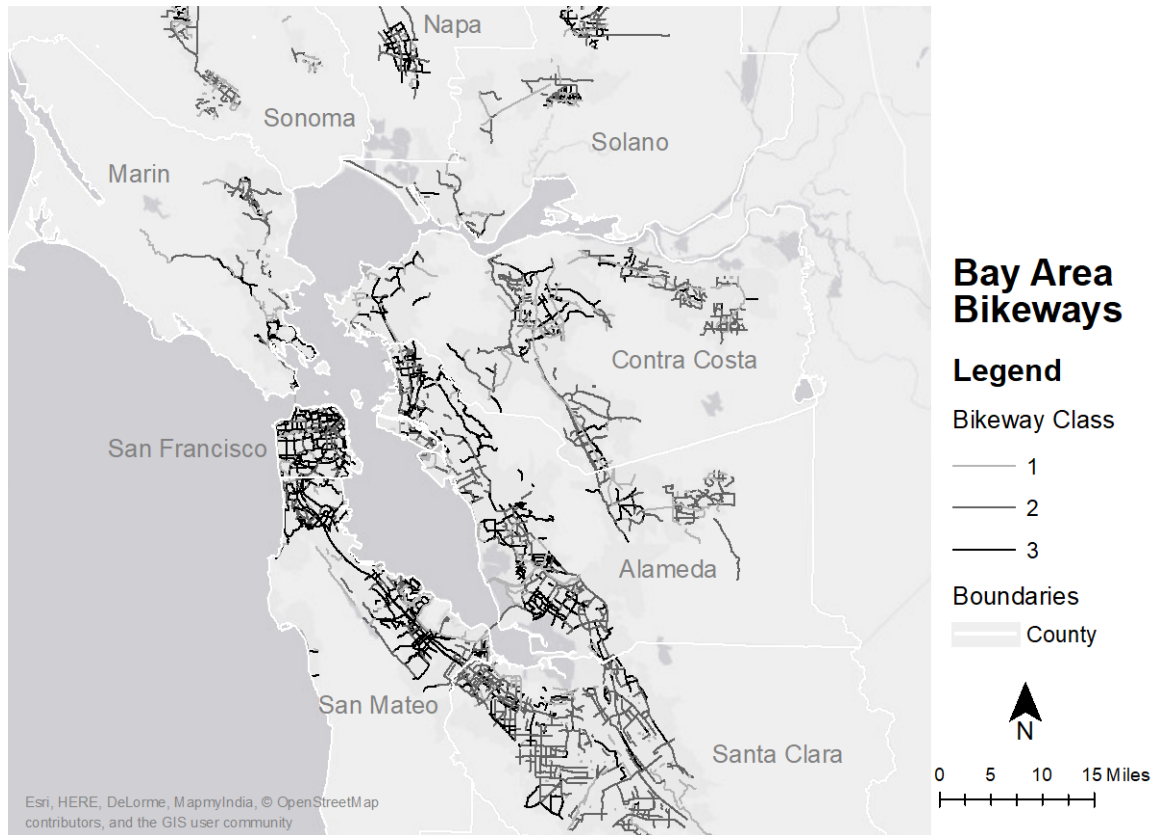 Napa
Sonoma
Solano
Marin
Contra Costa
San Francisco
Alameda
San Mateo
Santa Clara
Esri, HERE, DeLorme, MapmyIndia, © OpenStreetMap
contributors, and the GIS user community
Bay Area
Bikeways
Legend
Bikeway Class
1
2
3
Boundaries
County
N
0 5 10 15 Miles